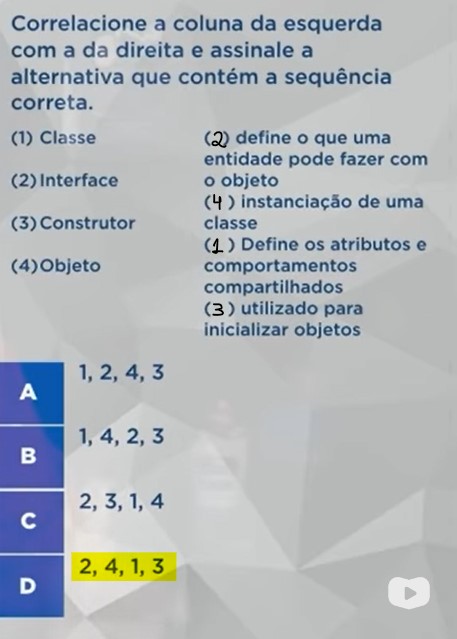 Correlacione a coluna da esquerda
com a da direita e assinale a
alternativa que contém a sequência
correta.
(1) Classe
(2) Interface
(3) Construtor
(4) Objeto
(2) define o que uma
entidade pode fazer com
o objeto
(4) instanciação de uma
classe
(1) Define os atributos e
comportamentos
compartilhados
(3) utilizado para
inicializar objetos
A 1, 2, 4, 3
B 1, 4, 2, 3
C 2, 3, 1, 4
D 2, 4, 1, 3